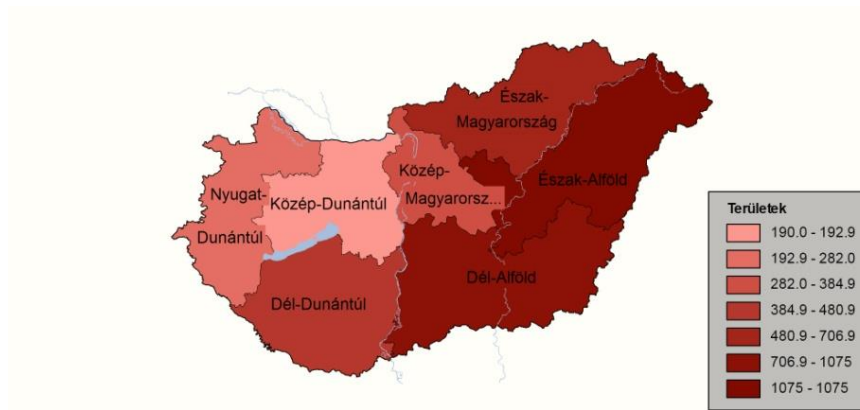 Észak-
Magyarország
Közép-
Magyarorsz...
Észak-Alföld
Nyugat-
Dunántúl
Közép-Dunántúl
Dél-Alföld
Dél-Dunántúl
Területek
190.0 - 192.9
192.9 - 282.0
282.0 - 384.9
384.9 - 480.9
480.9 - 706.9
706.9 - 1075
1075 - 1075